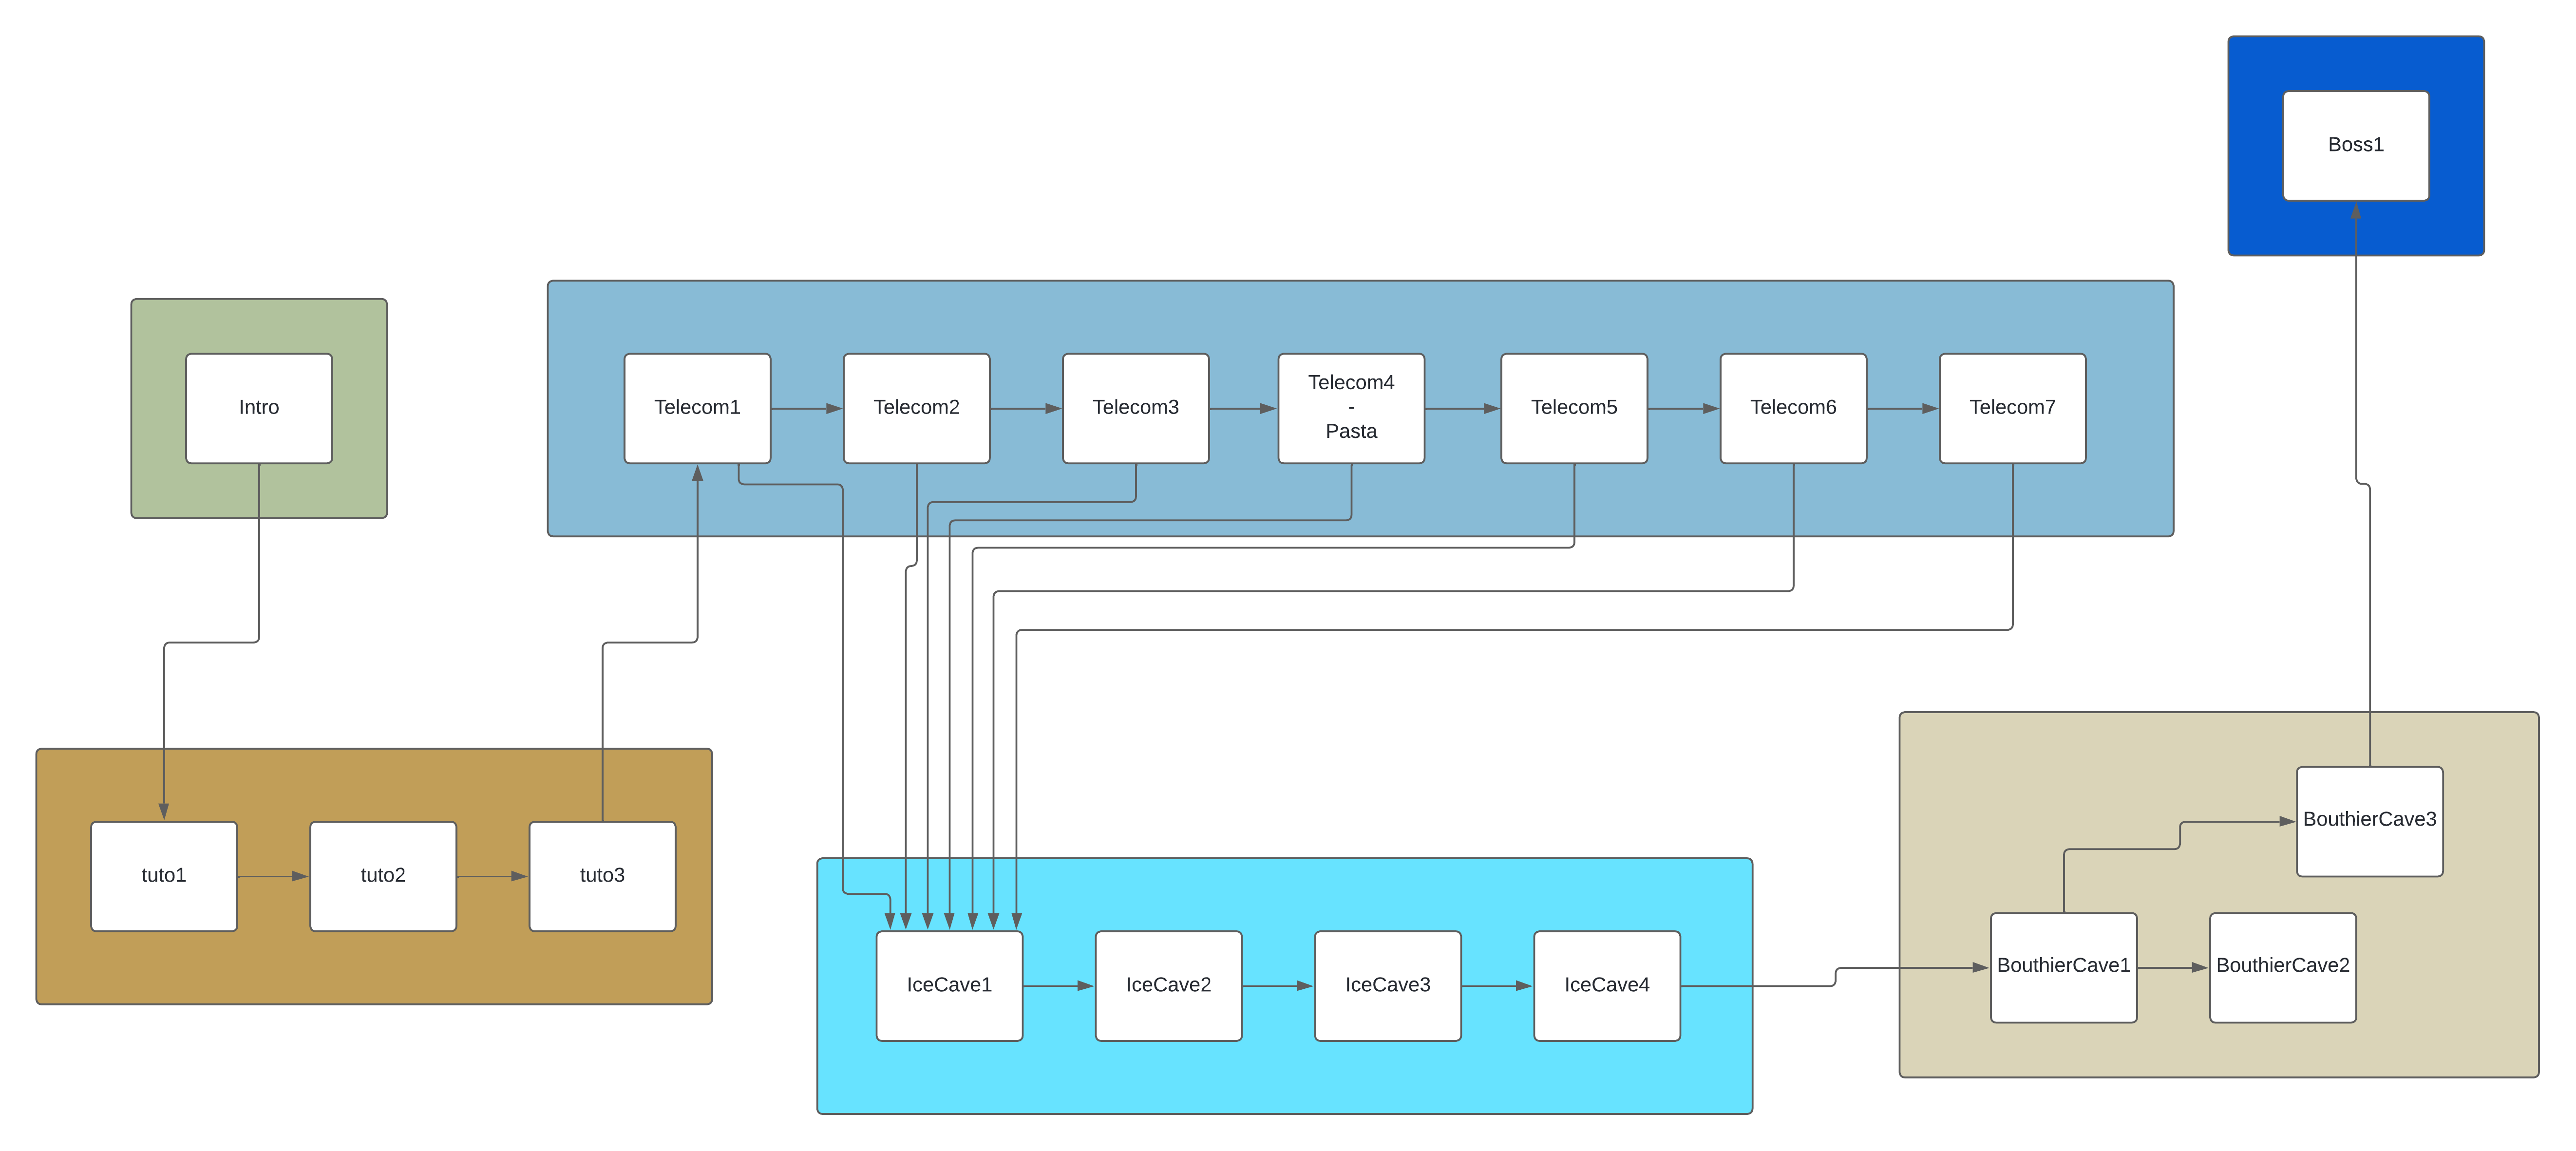 Boss1
Intro
Telecom1
Telecom2
Telecom3
Telecom4
-
Pasta
Telecom5
Telecom6
Telecom7
tuto1
tuto2
tuto3
IceCave1
IceCave2
IceCave3
IceCave4
BouthierCave3
BouthierCave1
BouthierCave2